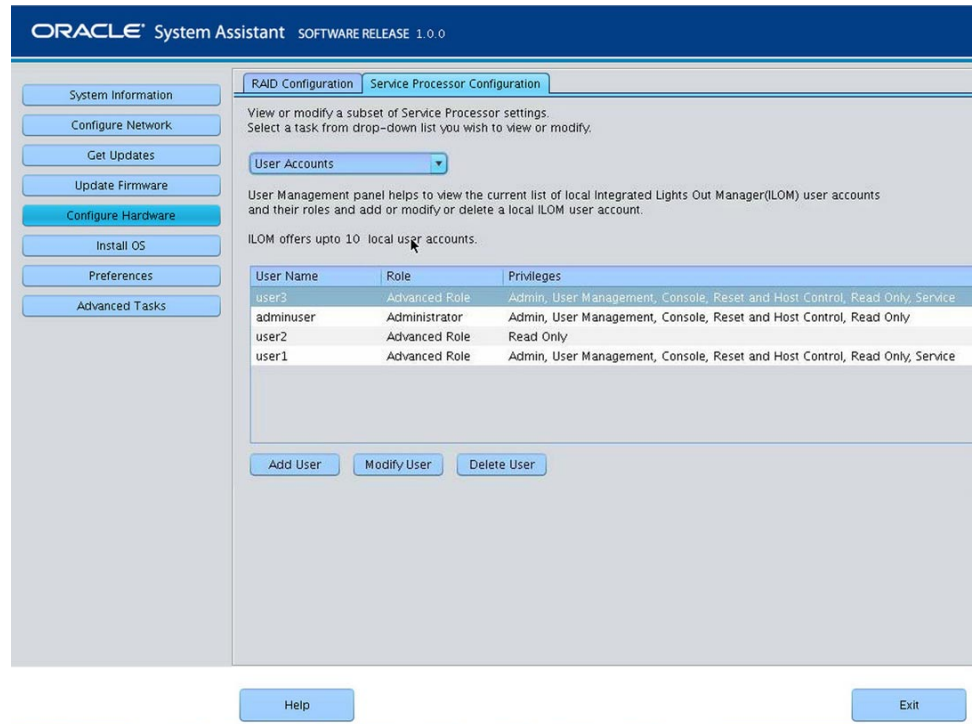 ORACLE® System Assistant SOFTWARE RELEASE 1.0.0
System Information
Configure Network
Get Updates
Update Firmware
Configure Hardware
Install OS
Preferences
Advanced Tasks
RAID Configuration Service Processor Configuration
View or modify a subset of Service Processor settings.
Select a task from drop-down list you wish to view or modify.
User Accounts
User Management panel helps to view the current list of local Integrated Lights Out Manager(ILOM) user accounts
and their roles and add or modify or delete a local ILOM user account.
ILOM offers upto 10 local user accounts.
User Name Role Privileges
user3 Advanced Role Admin, User Management, Console, Reset and Host Control, Read Only, Service
adminuser Administrator Admin, User Management, Console, Reset and Host Control, Read Only
user2 Advanced Role Read Only
user1 Advanced Role Admin, User Management, Console, Reset and Host Control, Read Only, Service
Add User Modify User Delete User
Help Exit